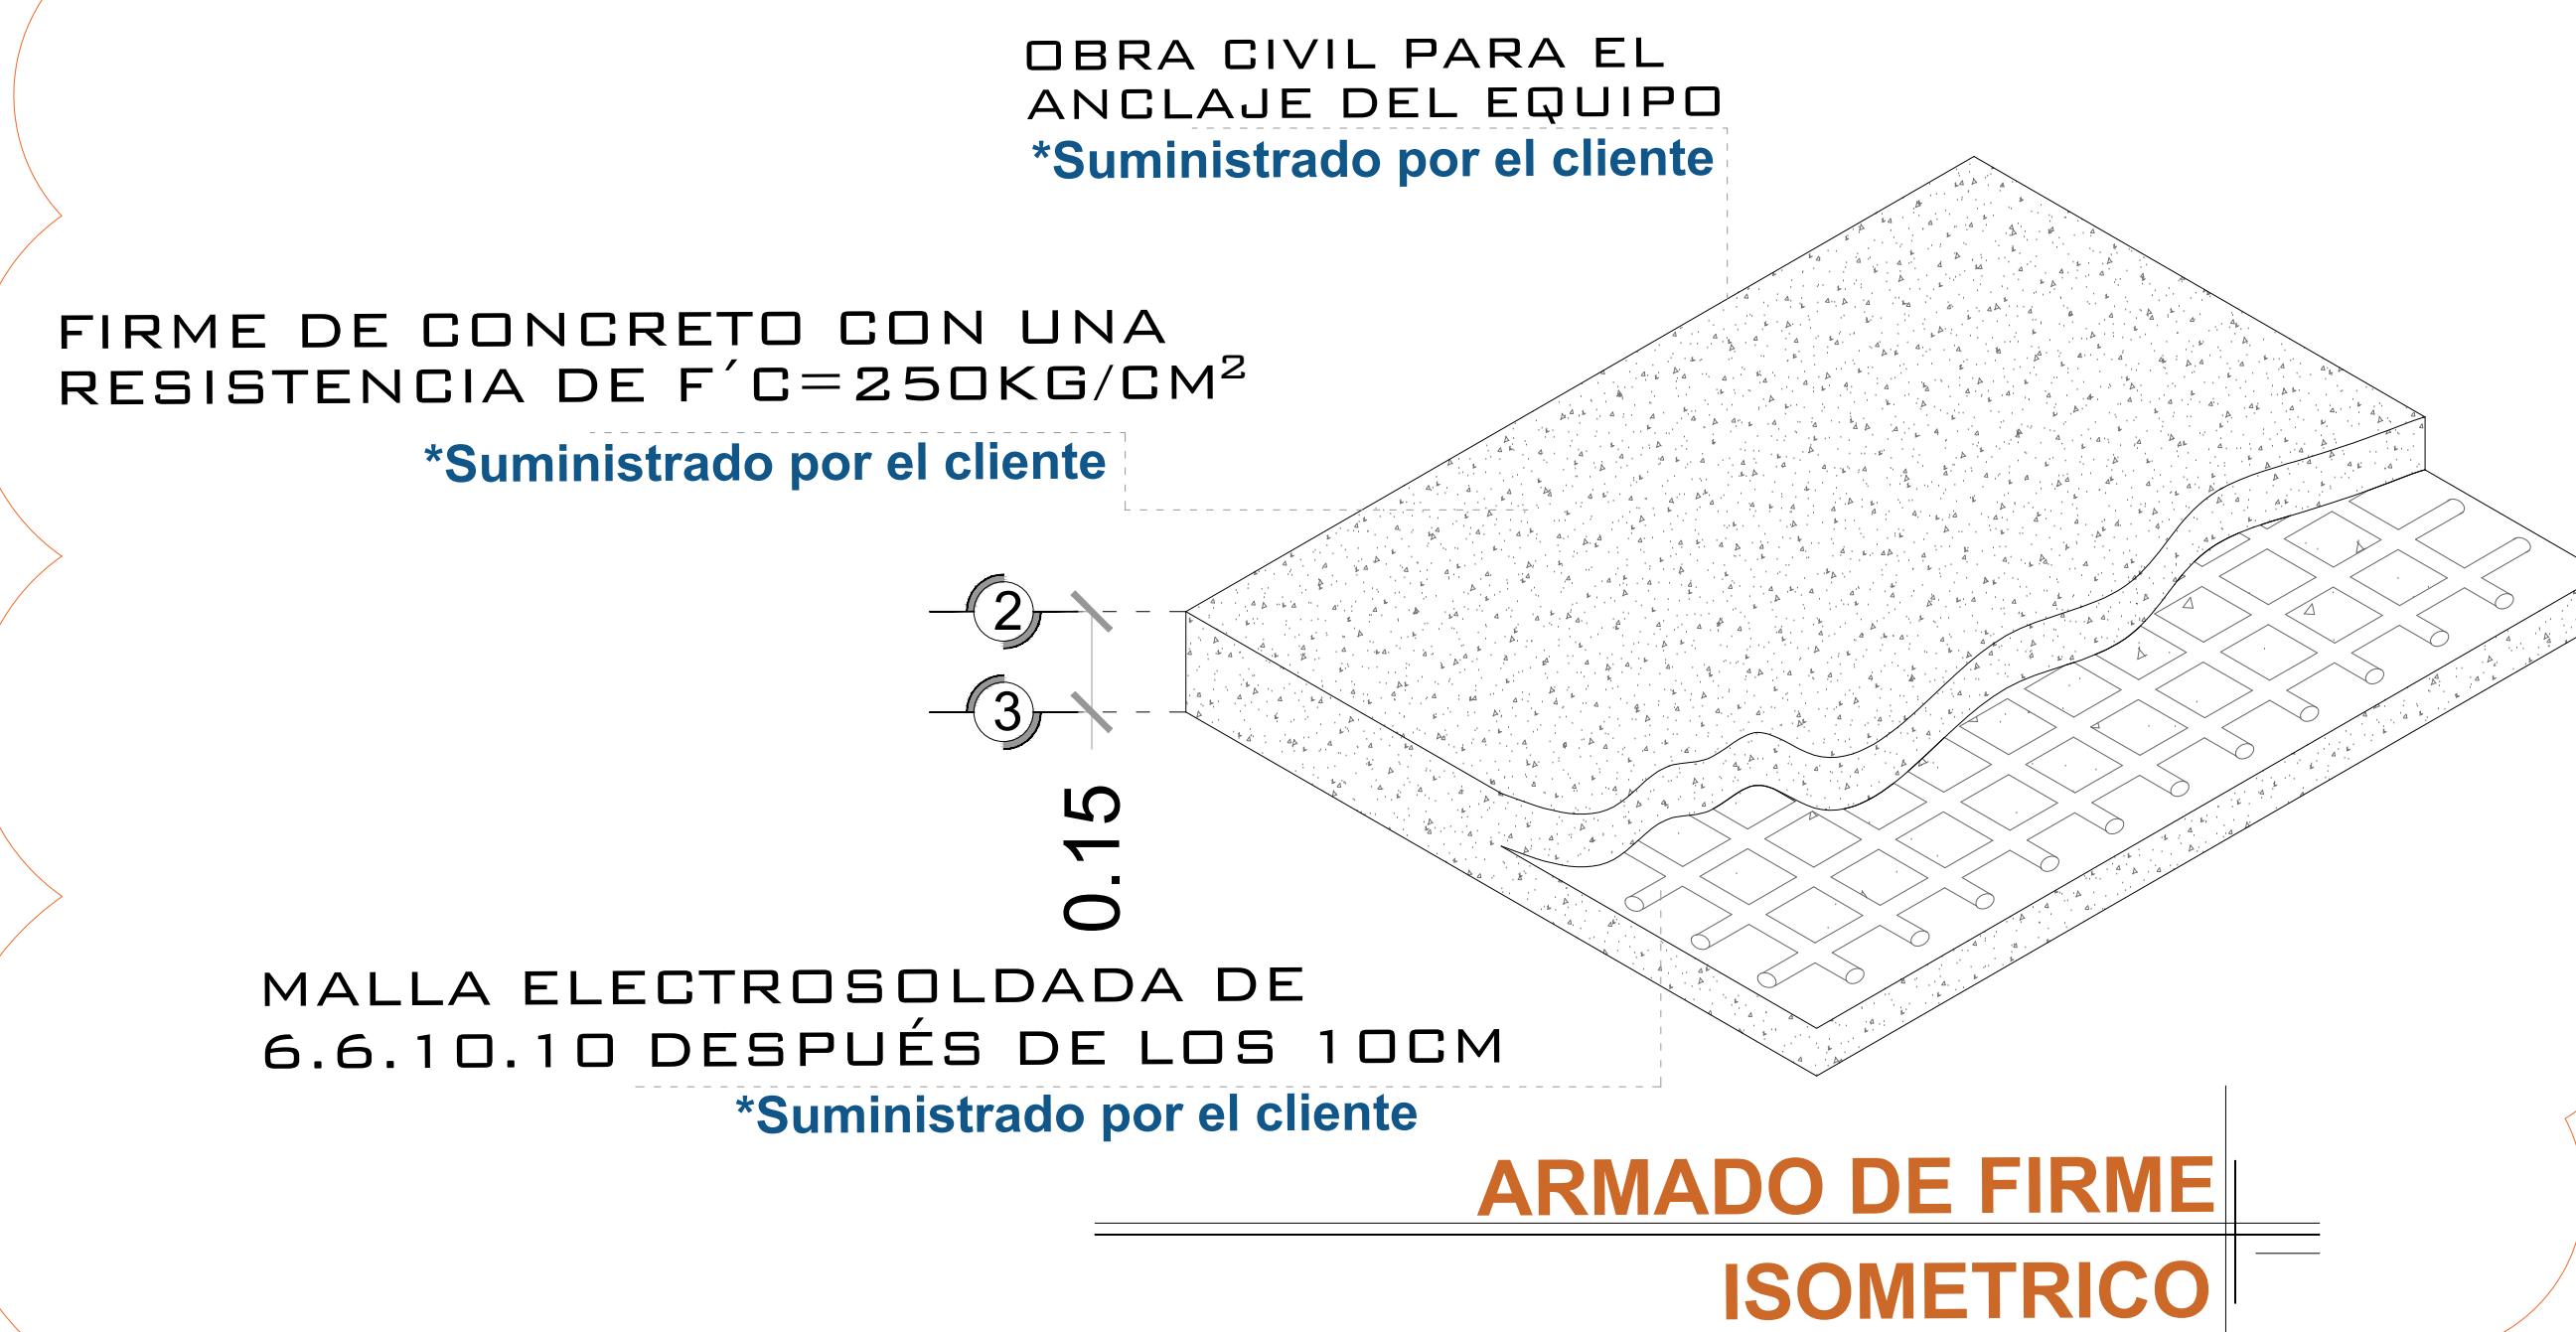 OBRA CIVIL PARA EL
ANCLAJE DEL EQUIPO
*Suministrado por el cliente
FIRME DE CONCRETO CON UNA
RESISTENCIA DE F´C=250KG/CM²
*Suministrado por el cliente
2
3
0.15
MALLA ELECTROSOLDADA DE
6.6.10.10 DESPUÉS DE LOS 10CM
*Suministrado por el cliente
ARMADO DE FIRME
ISOMETRICO